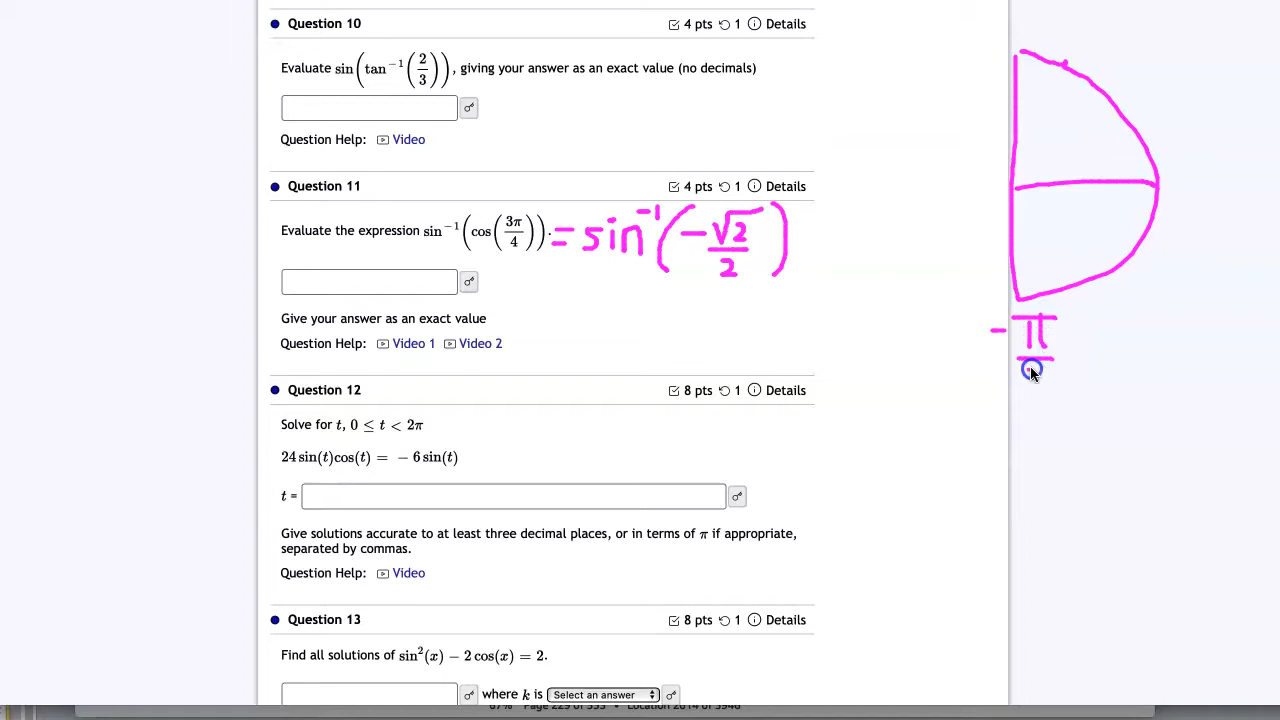 Question 10 4 pts 1 Details
Evaluate sin(tan⁻¹(2/3)), giving your answer as an exact value (no decimals)
Question Help: Video
Question 11 4 pts 1 Details
Evaluate the expression sin⁻¹(cos(3π/4)). = sin⁻¹(-√2/2)
Give your answer as an exact value
Question Help: Video 1 Video 2
-π/
Question 12 8 pts 1 Details
Solve for t, 0 ≤ t < 2π
24 sin(t)cos(t) = - 6 sin(t)
t =
Give solutions accurate to at least three decimal places, or in terms of π if appropriate,
separated by commas.
Question Help: Video
Question 13 8 pts 1 Details
Find all solutions of sin²(x) - 2 cos(x) = 2.
where k is Select an answer